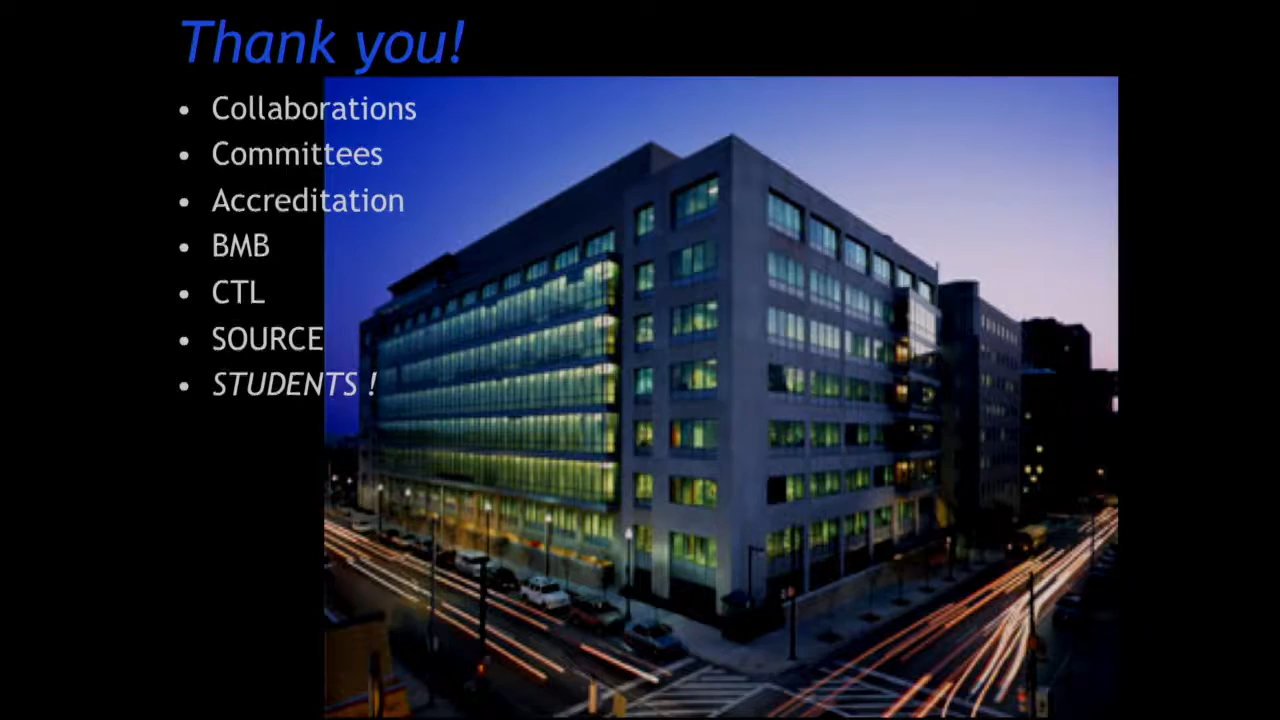 Thank you!
• Collaborations
• Committees
• Accreditation
• BMB
• CTL
• SOURCE
• STUDENTS !